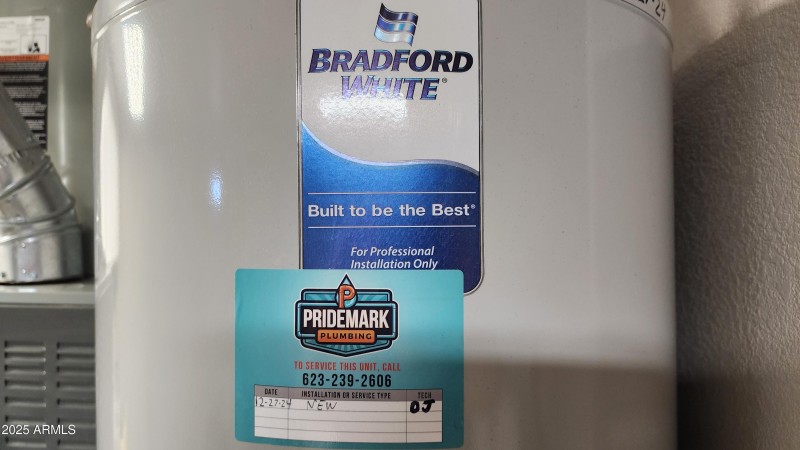 BRADFORD
WHITE®
Built to be the Best®
For Professional
Installation Only
P
PRIDEMARK
PLUMBING
TO SERVICE THIS UNIT, CALL
623-239-2606
DATE INSTALLATION OR SERVICE TYPE TECH
12-27-24 NEW OJ
2025 ARMLS